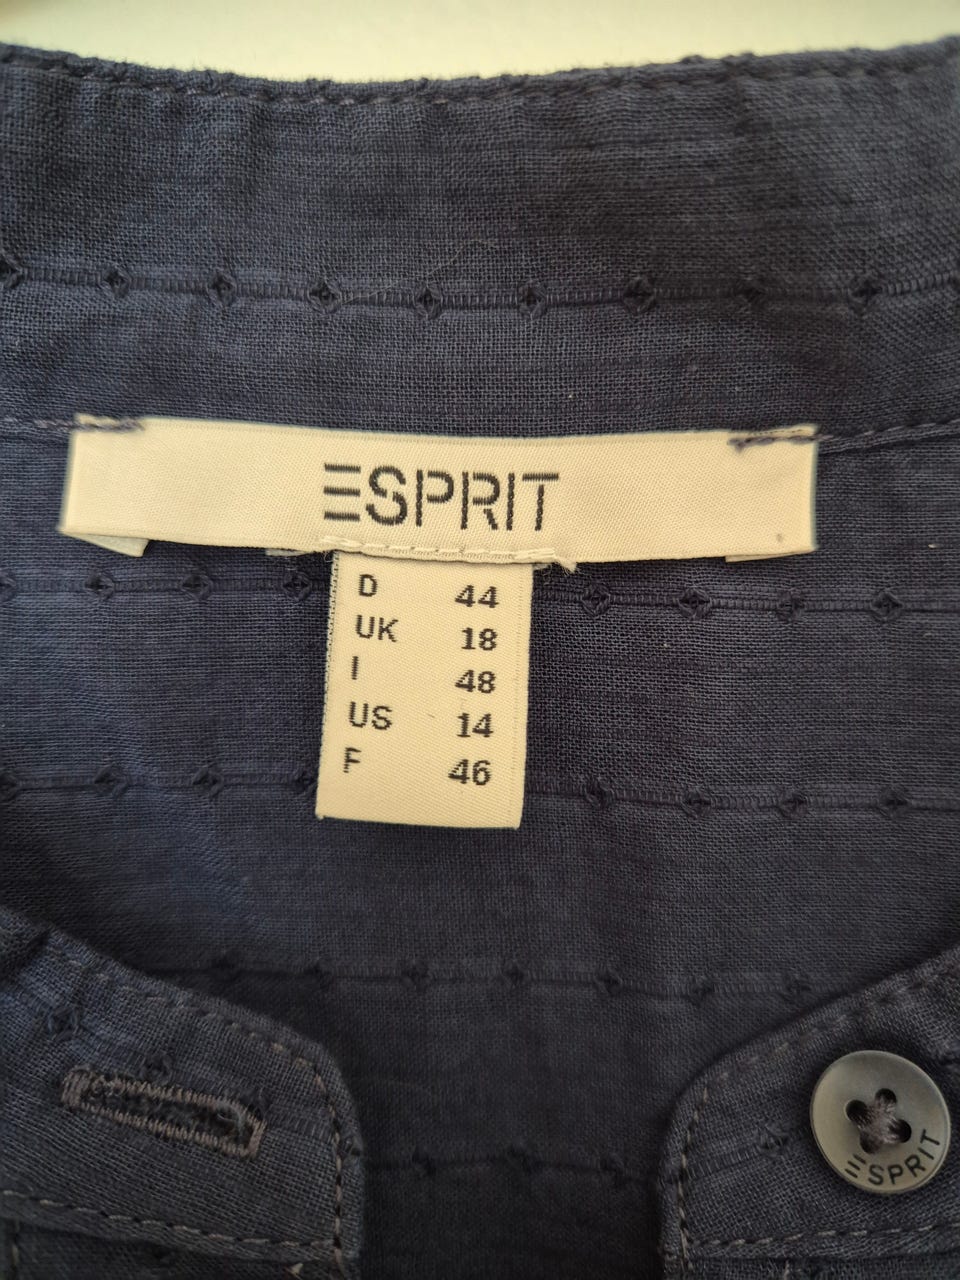 ESPRIT
D 44
UK 18
I 48
US 14
F 46
ESPRIT